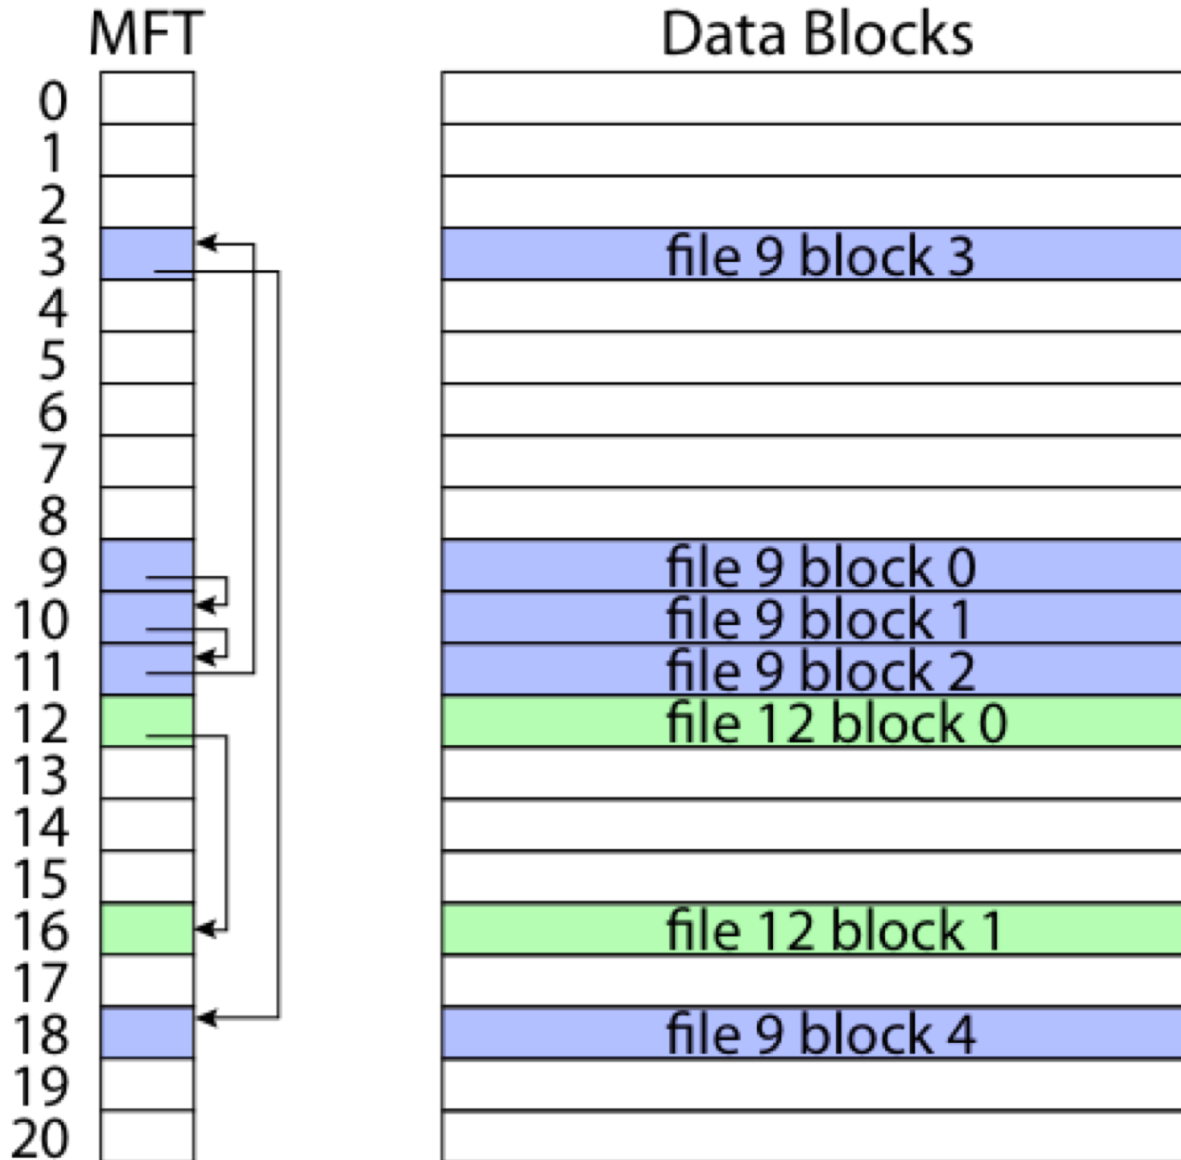 MFT Data Blocks
0
1
2
3 file 9 block 3
4
5
6
7
8
9 file 9 block 0
10 file 9 block 1
11 file 9 block 2
12 file 12 block 0
13
14
15
16 file 12 block 1
17
18 file 9 block 4
19
20